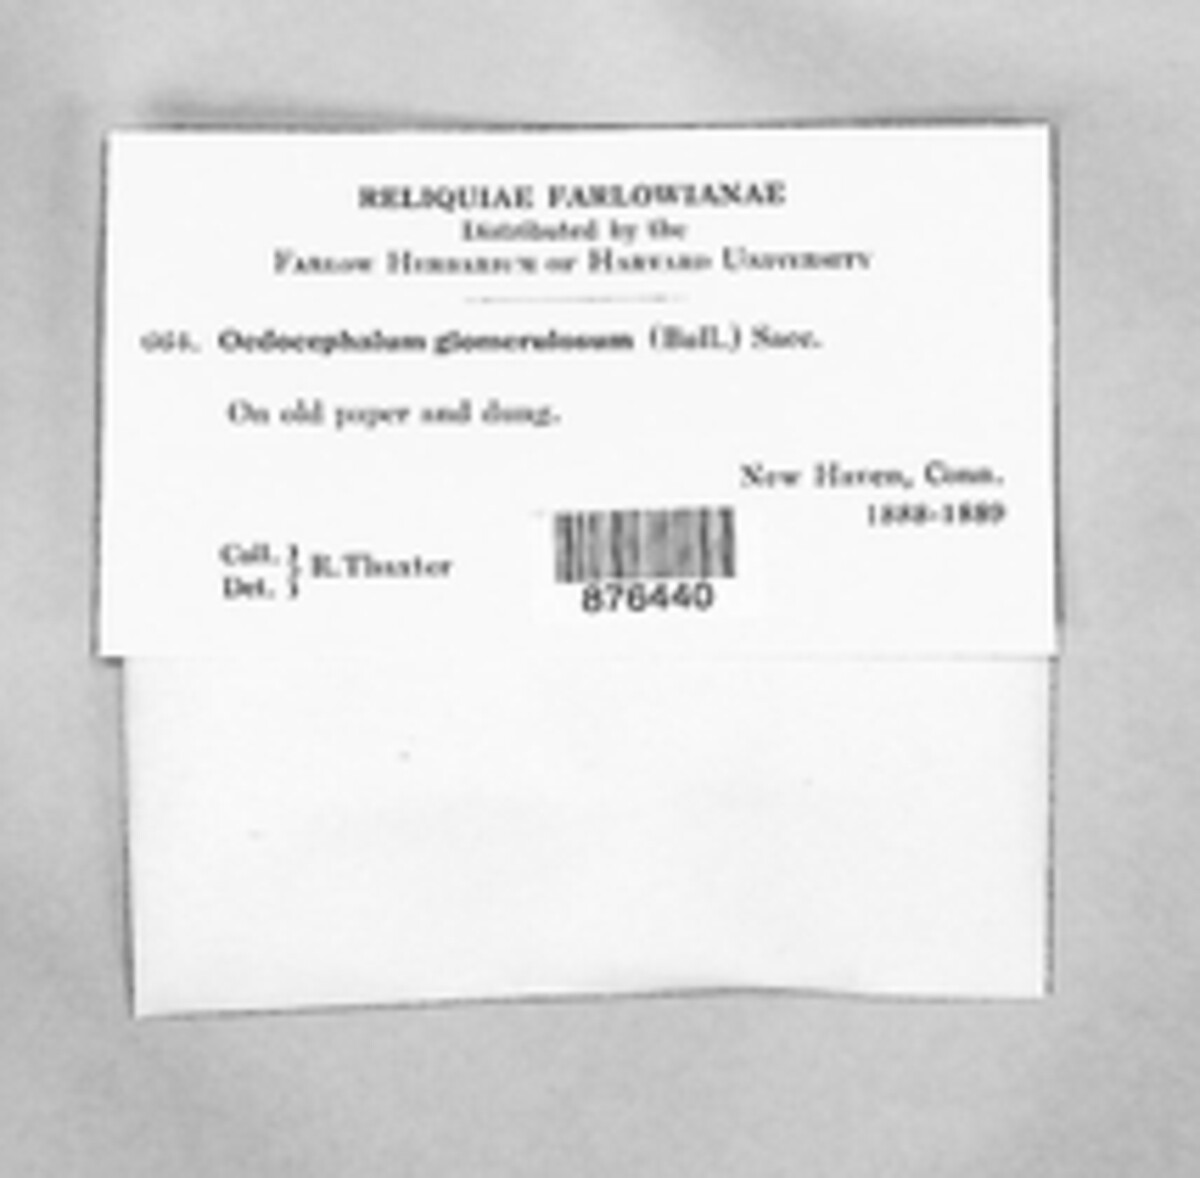 RELIQUIAE FARLOWIANAE
Distributed by the
FARLOW HERBARIUM OF HARVARD UNIVERSITY
Oedocephalum glomerulosum (Bull.) Sacc.
On old paper and dung.
New Haven, Conn.
1888-1889
Coll. } R. Thaxter
Det. }
876440